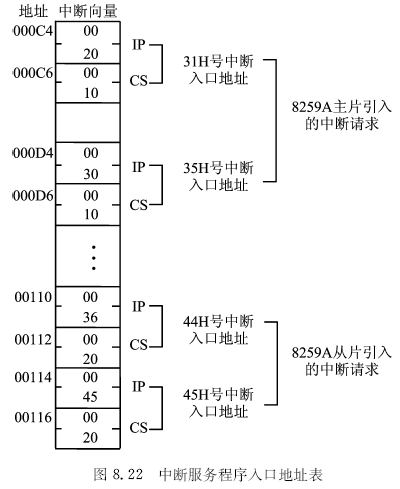 地址 中断向量
000C4 00 IP
20
31H号中断
入口地址
000C6 00 CS
10
8259A主片引入
的中断请求
000D4 00 IP
30
35H号中断
入口地址
000D6 00 CS
10
00110 00 IP
36
44H号中断
入口地址
00112 00 CS
20
8259A从片引入
的中断请求
00114 00 IP
45
45H号中断
入口地址
00116 00 CS
20
图 8.22 中断服务程序入口地址表